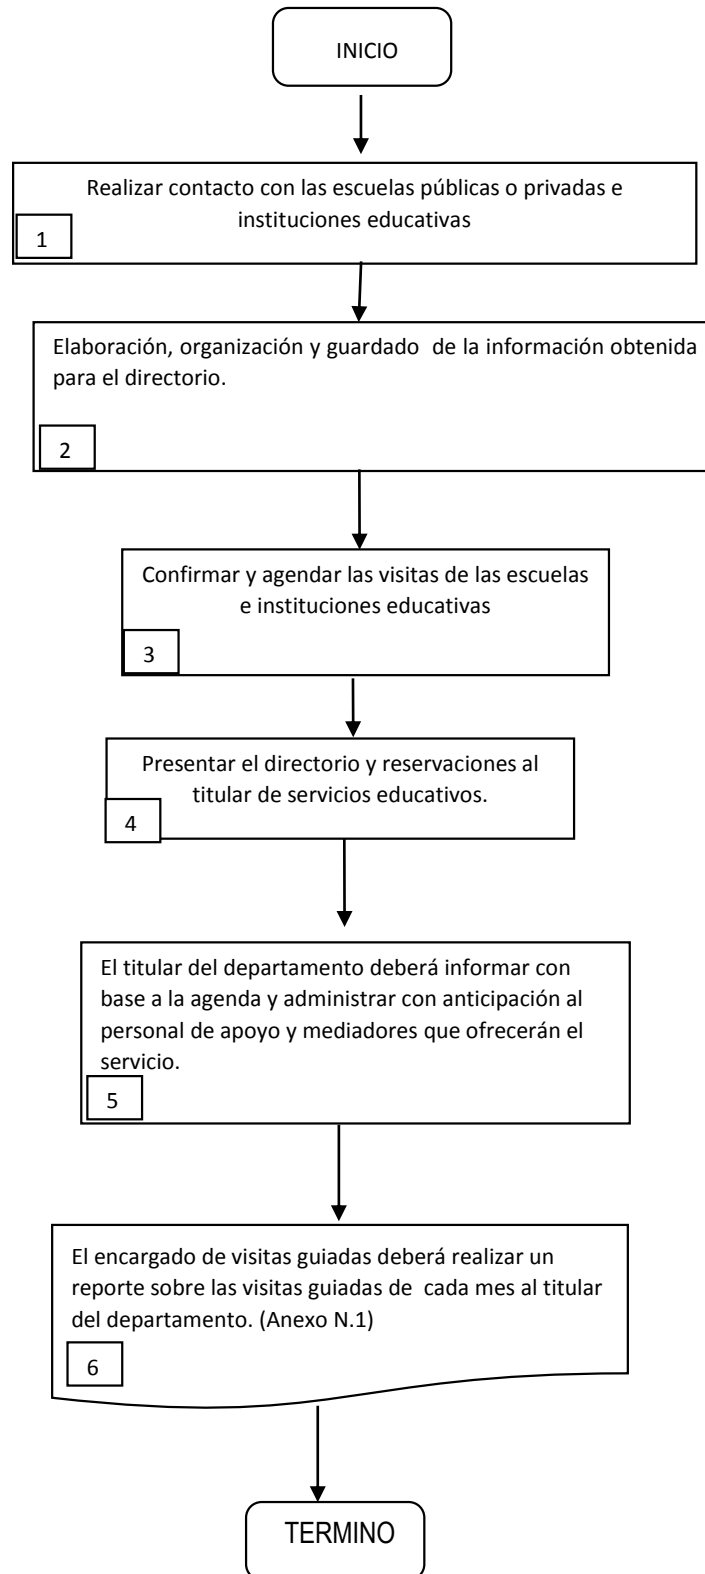 INICIO
Realizar contacto con las escuelas públicas o privadas e
instituciones educativas
1
Elaboración, organización y guardado  de la información obtenida
para el directorio.
2
Confirmar y agendar las visitas de las escuelas
e instituciones educativas
3
Presentar el directorio y reservaciones al
titular de servicios educativos.
4
El titular del departamento deberá informar con
base a la agenda y administrar con anticipación al
personal de apoyo y mediadores que ofrecerán el
servicio.
5
El encargado de visitas guiadas deberá realizar un
reporte sobre las visitas guiadas de  cada mes al titular
del departamento. (Anexo N.1)
6
TERMINO